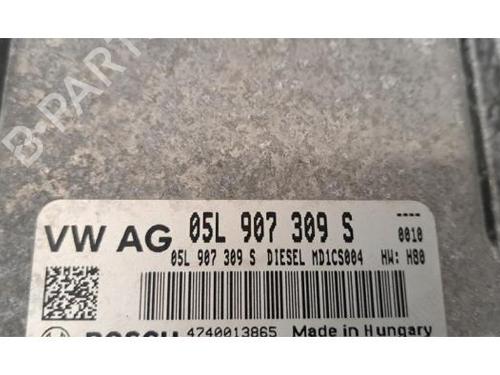 B-PARTS
VW AG 05L 907 309 S ----
05L 907 309 S DIESEL MD1CS004 0010
HW: H80
BOSCH 4740013865 Made in Hungary